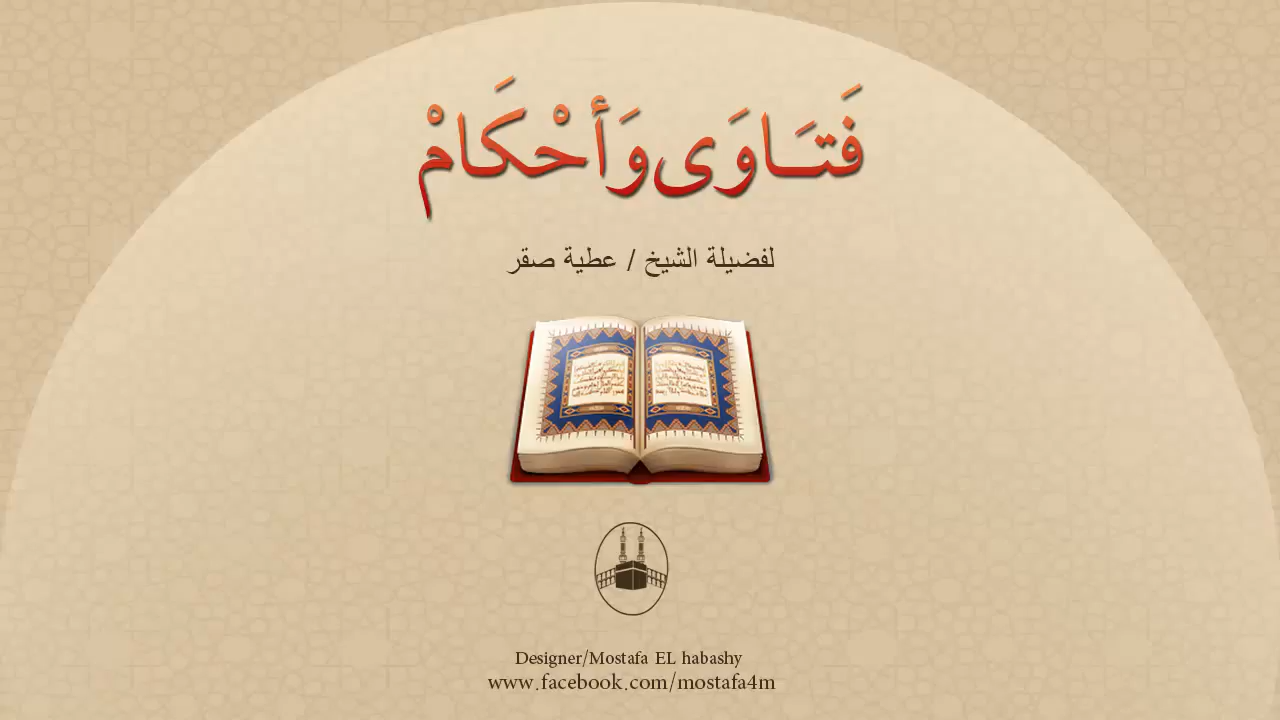 فَتَاوَى وَأَحْكَامْ
لفضيلة الشيخ / عطية صقر
Designer/Mostafa EL habashy
www.facebook.com/mostafa4m